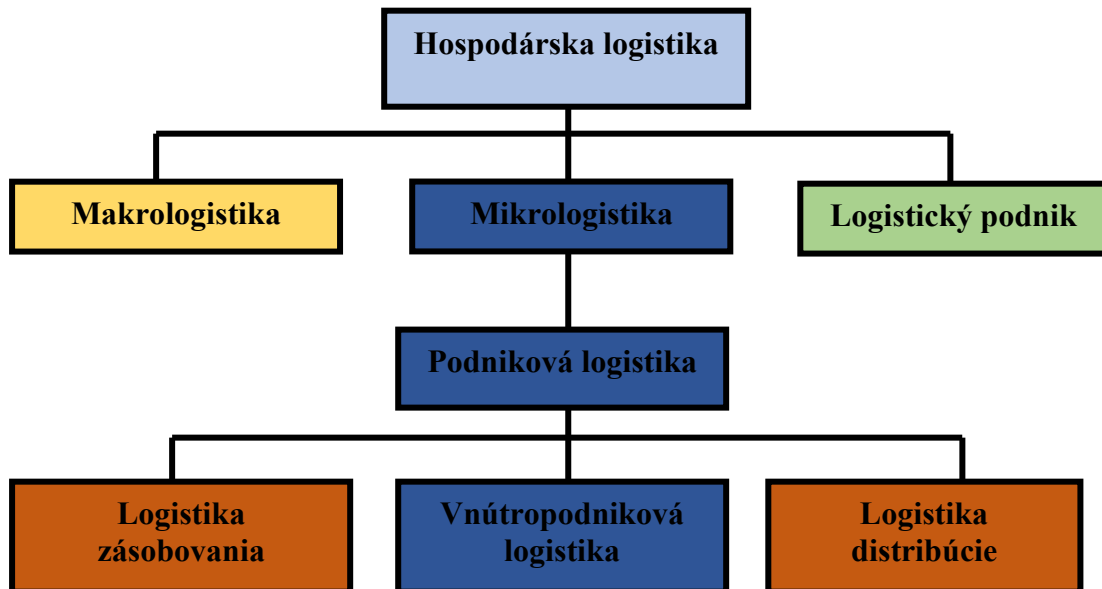 Hospodárska logistika
Makrologistika
Mikrologistika
Logistický podnik
Podniková logistika
Logistika
zásobovania
Vnútropodniková
logistika
Logistika
distribúcie